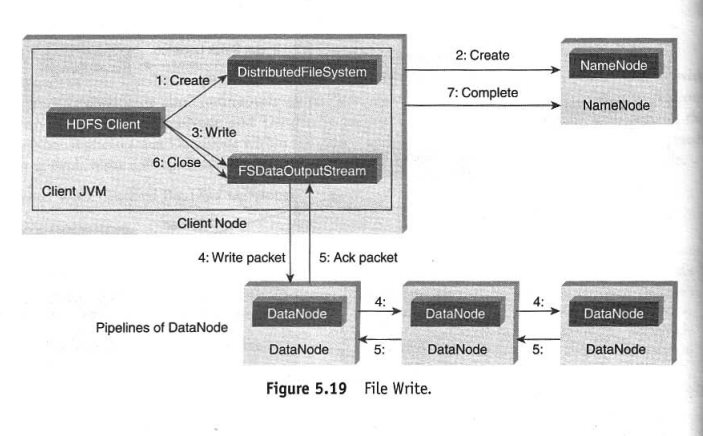 2: Create
DistributedFileSystem
NameNode
1: Create
7: Complete
NameNode
HDFS Client
3: Write
6: Close
FSDataOutputStream
Client JVM
Client Node
4: Write packet
5: Ack packet
4:
4:
DataNode
DataNode
DataNode
Pipelines of DataNode
DataNode
5:
DataNode
5:
DataNode
Figure 5.19 File Write.